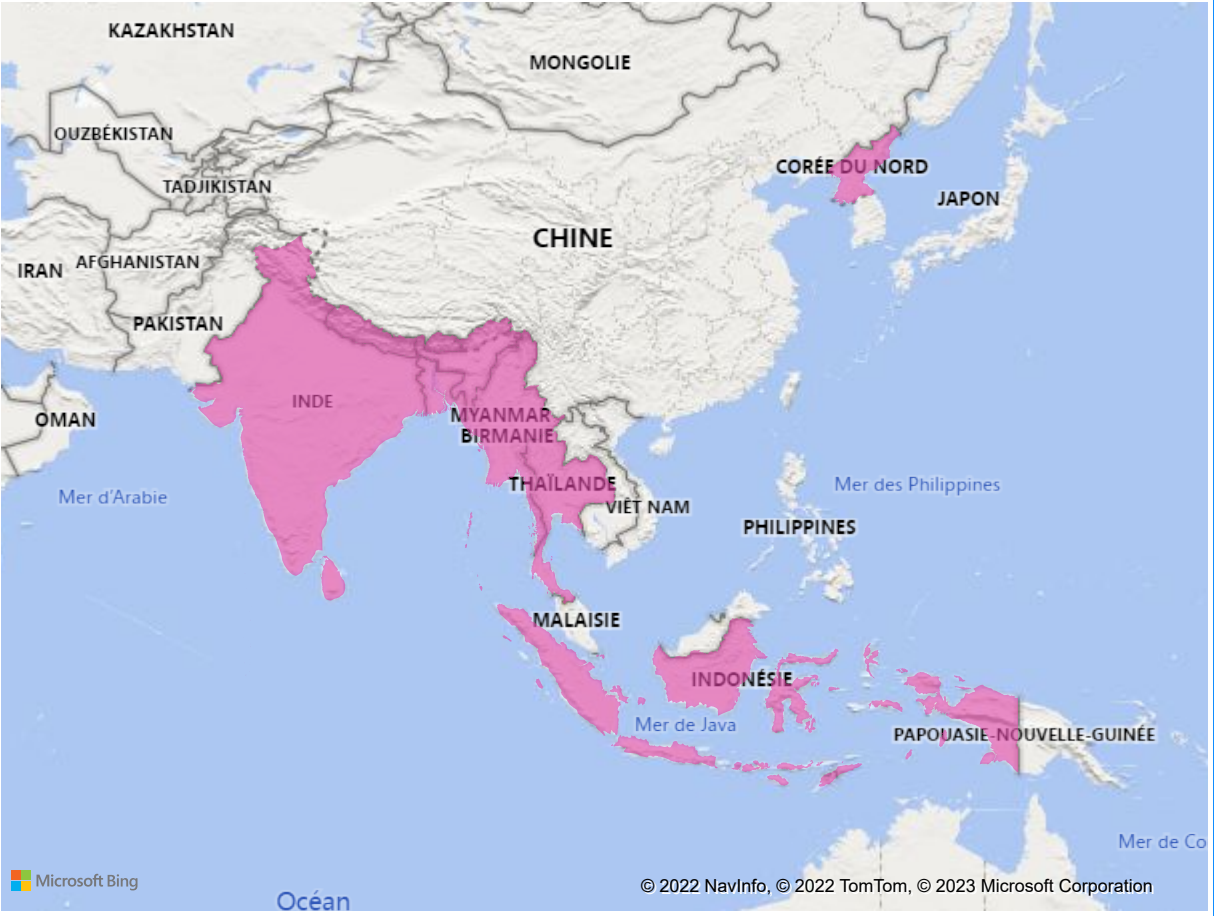 KAZAKHSTAN
MONGOLIE
OUZBÉKISTAN
CORÉE DU NORD
TADJIKISTAN
JAPON
CHINE
IRAN
AFGHANISTAN
PAKISTAN
INDE
OMAN
MYANMAR
BIRMANIE
THAÏLANDE
Mer des Philippines
Mer d'Arabie
VIÊT NAM
PHILIPPINES
MALAISIE
INDONÉSIE
Mer de Java
PAPOUASIE-NOUVELLE-GUINÉE
Mer de Co
Microsoft Bing
© 2022 NavInfo, © 2022 TomTom, © 2023 Microsoft Corporation
Océan